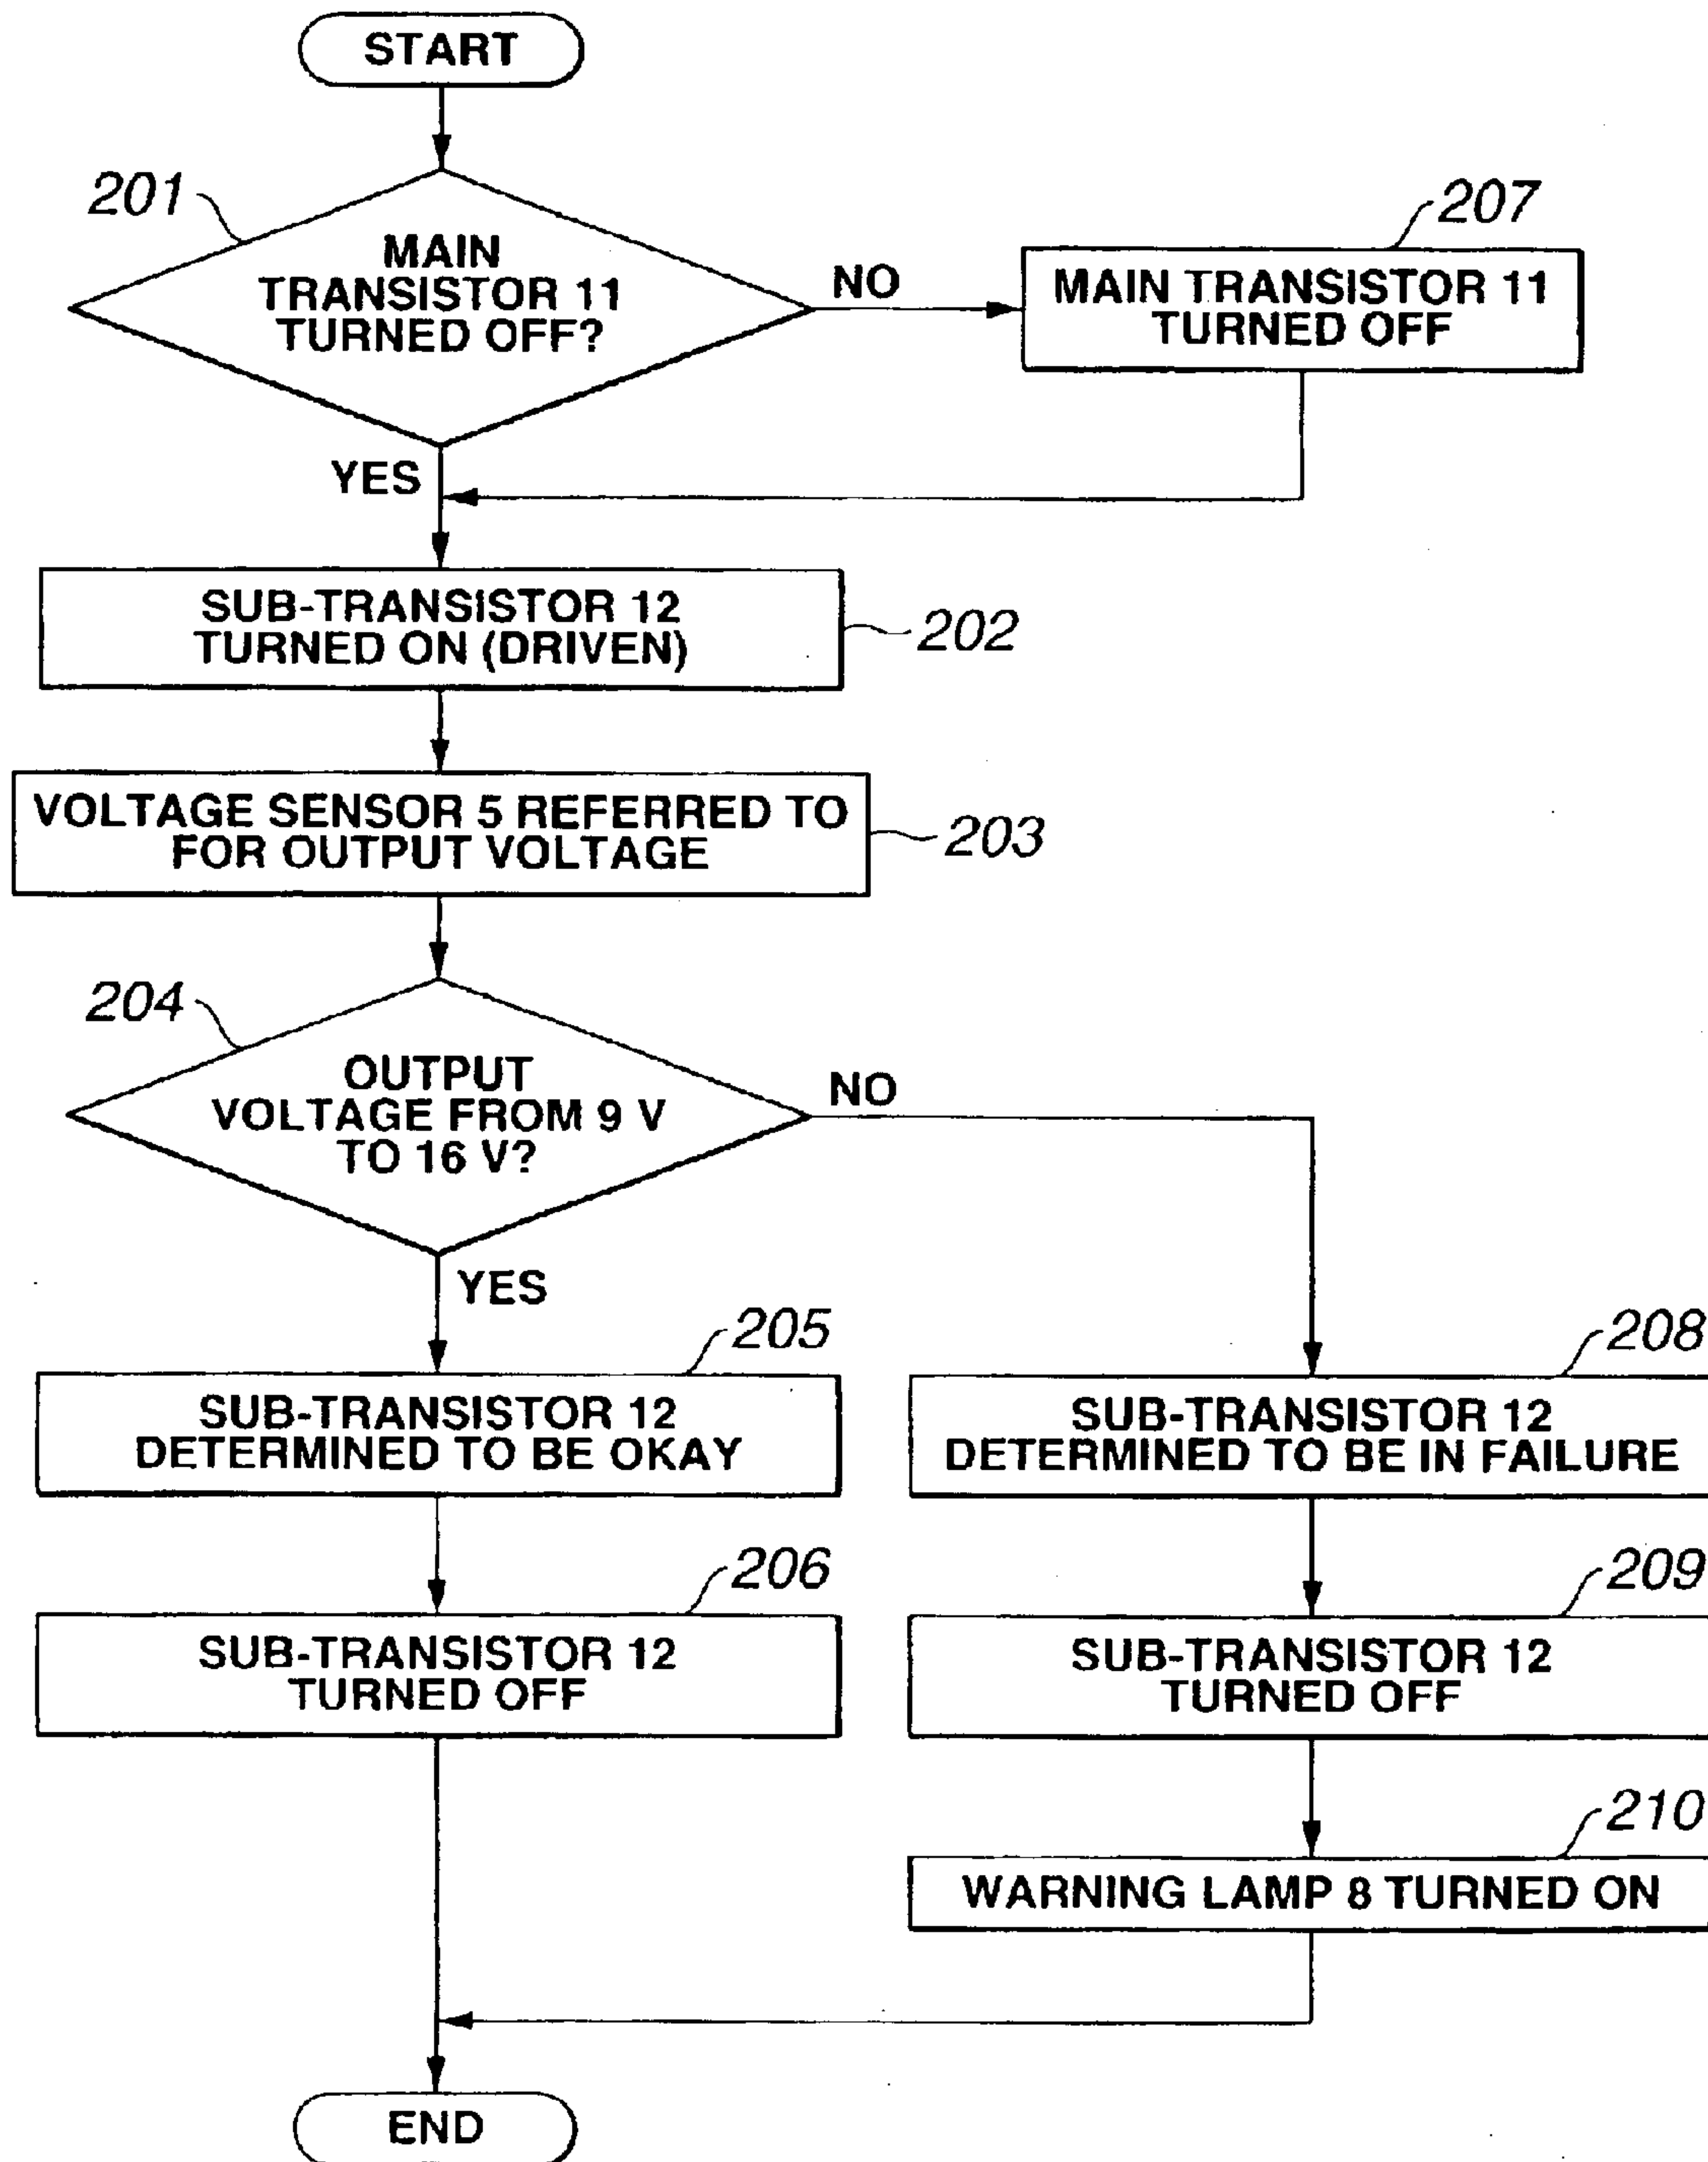 START
201
MAIN
TRANSISTOR 11
TURNED OFF?
NO
207
MAIN TRANSISTOR 11
TURNED OFF
YES
SUB-TRANSISTOR 12
TURNED ON (DRIVEN)
202
VOLTAGE SENSOR 5 REFERRED TO
FOR OUTPUT VOLTAGE
203
204
OUTPUT
VOLTAGE FROM 9 V
TO 16 V?
NO
YES
205
SUB-TRANSISTOR 12
DETERMINED TO BE OKAY
208
SUB-TRANSISTOR 12
DETERMINED TO BE IN FAILURE
206
SUB-TRANSISTOR 12
TURNED OFF
209
SUB-TRANSISTOR 12
TURNED OFF
210
WARNING LAMP 8 TURNED ON
END